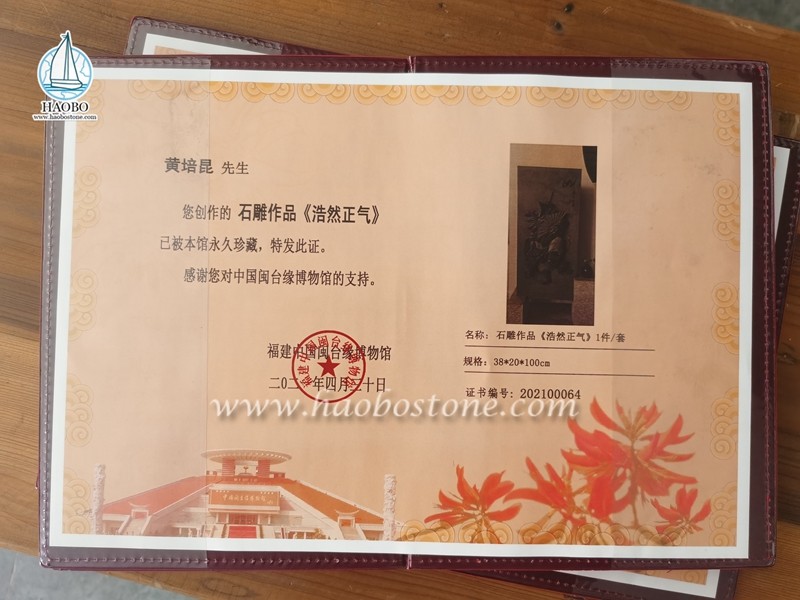 HAOBO
www.haobostone.com
黄培昆 先生
您创作的 石雕作品《浩然正气》
已被本馆永久珍藏，特发此证。
感谢您对中国闽台缘博物馆的支持。
福建中国闽台缘博物馆
名称：石雕作品《浩然正气》1件/套
规格：38*20*100cm
证书编号：202100064
www.haobostone.com